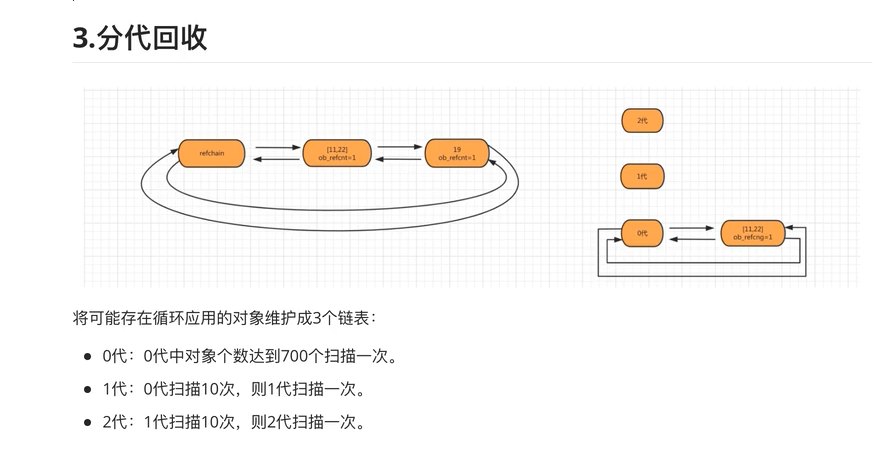 3.分代回收
2代
refchain
[11,22]
ob_refcnt=1
19
ob_refcnt=1
1代
0代
[11,22]
ob_refcng=1
将可能存在循环应用的对象维护成3个链表：
0代：0代中对象个数达到700个扫描一次。
1代：0代扫描10次，则1代扫描一次。
2代：1代扫描10次，则2代扫描一次。